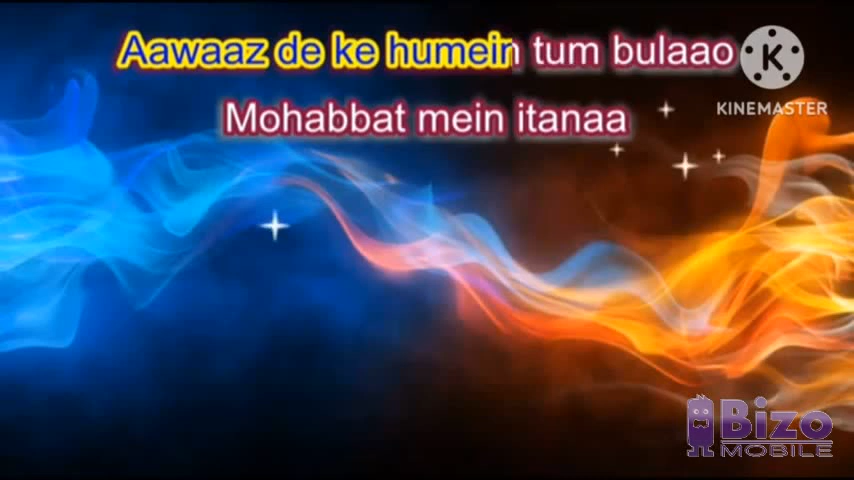 Aawaaz de ke humein tum bulaao
Mohabbat mein itanaa
K
KINEMASTER
Bizo
MOBILE